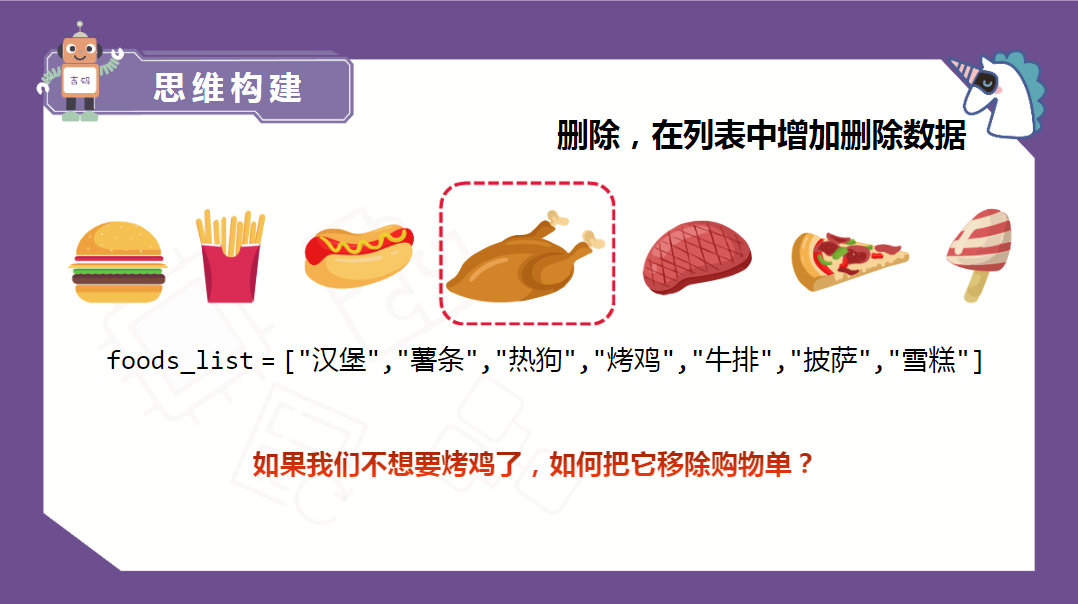 吉码
思维构建
删除，在列表中增加删除数据
foods_list = ["汉堡","薯条","热狗","烤鸡","牛排","披萨","雪糕"]
如果我们不想要烤鸡了，如何把它移除购物单？